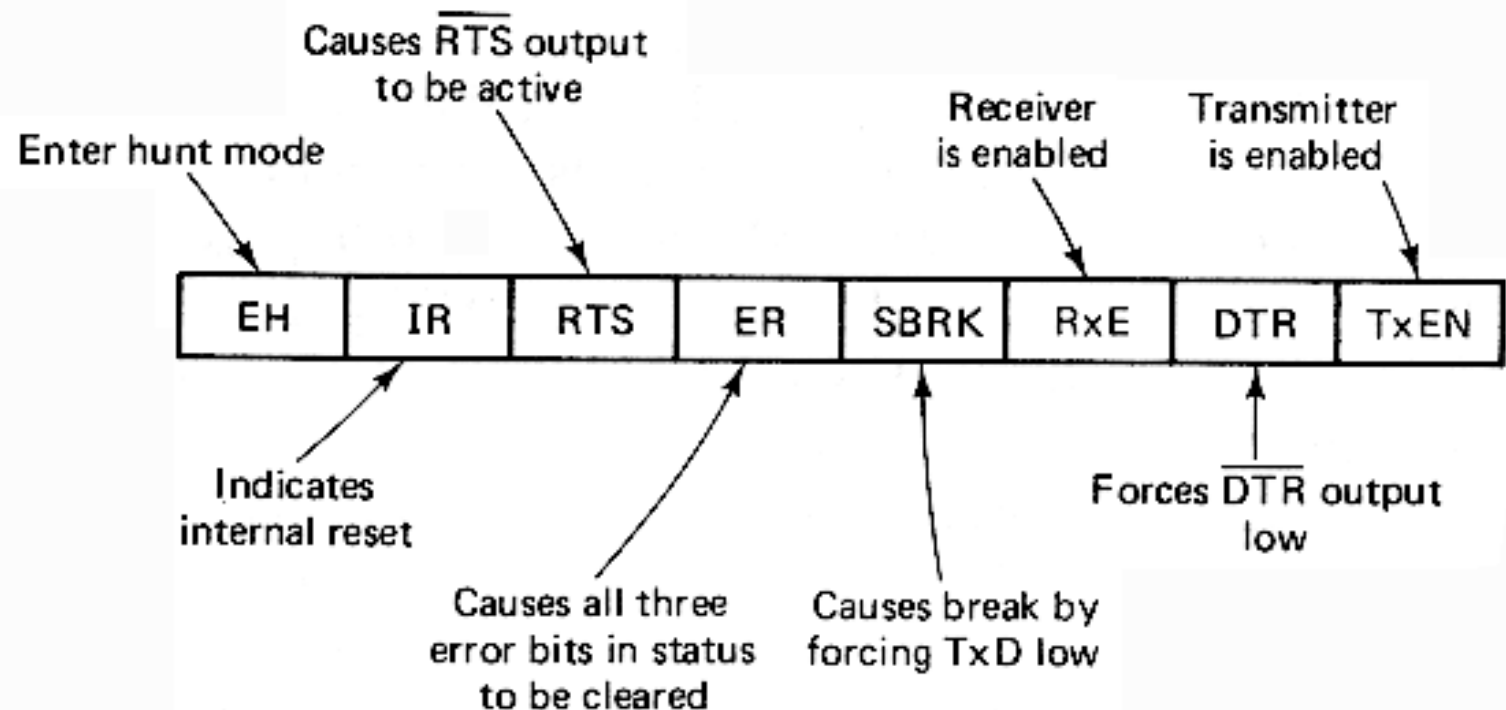 Causes RTS output
to be active
Enter hunt mode
Receiver
is enabled
Transmitter
is enabled
EH IR RTS ER SBRK RxE DTR TxEN
Indicates
internal reset
Causes all three
error bits in status
to be cleared
Causes break by
forcing TxD low
Forces DTR output
low